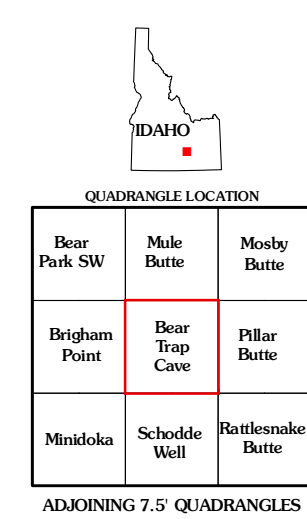 IDAHO
QUADRANGLE LOCATION
Bear
Park SW
Mule
Butte
Mosby
Butte
Brigham
Point
Bear
Trap
Cave
Pillar
Butte
Minidoka
Schodde
Well
Rattlesnake
Butte
ADJOINING 7.5' QUADRANGLES